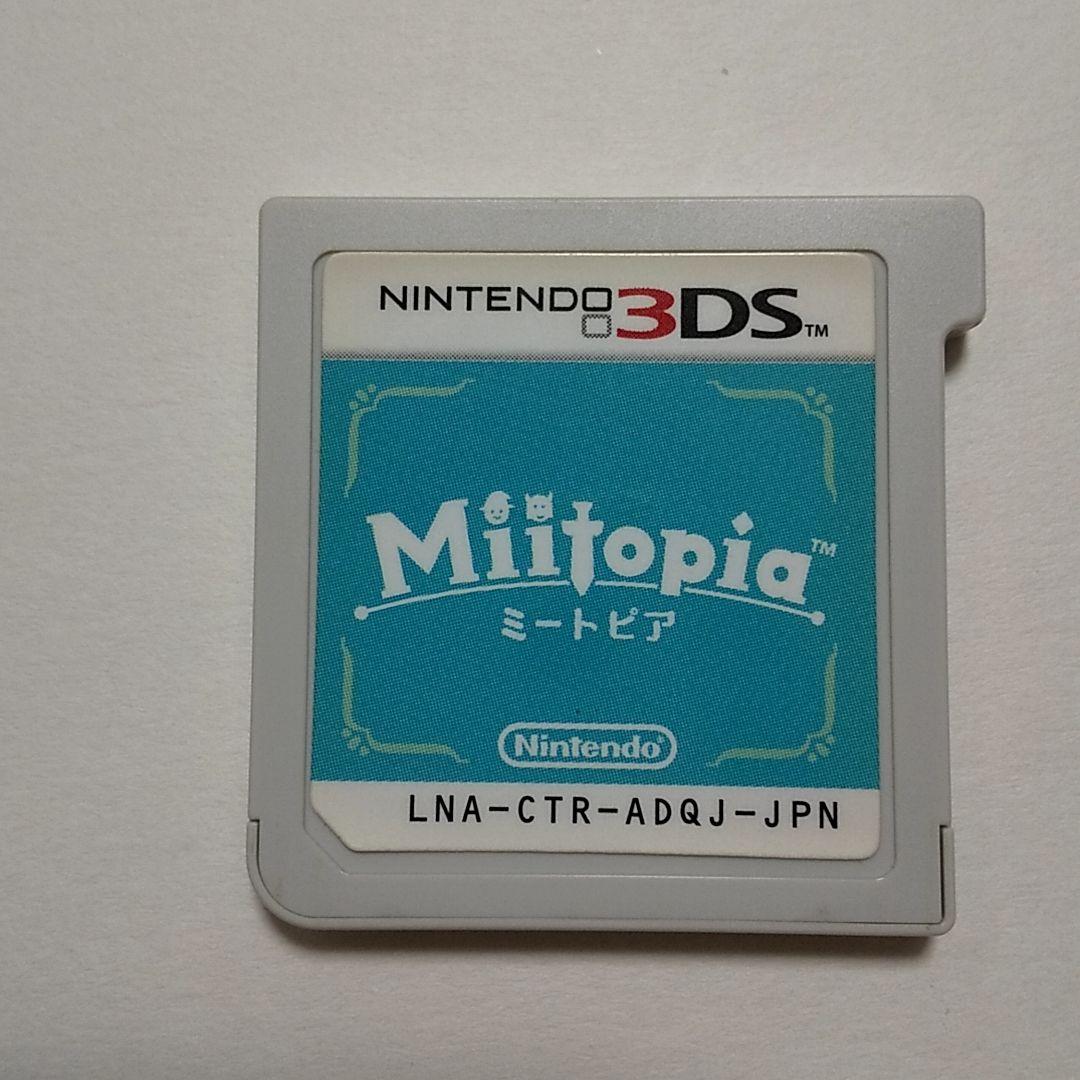 NINTENDO 3DS™
Miitopia™
ミートピア
Nintendo
LNA-CTR-ADQJ-JPN